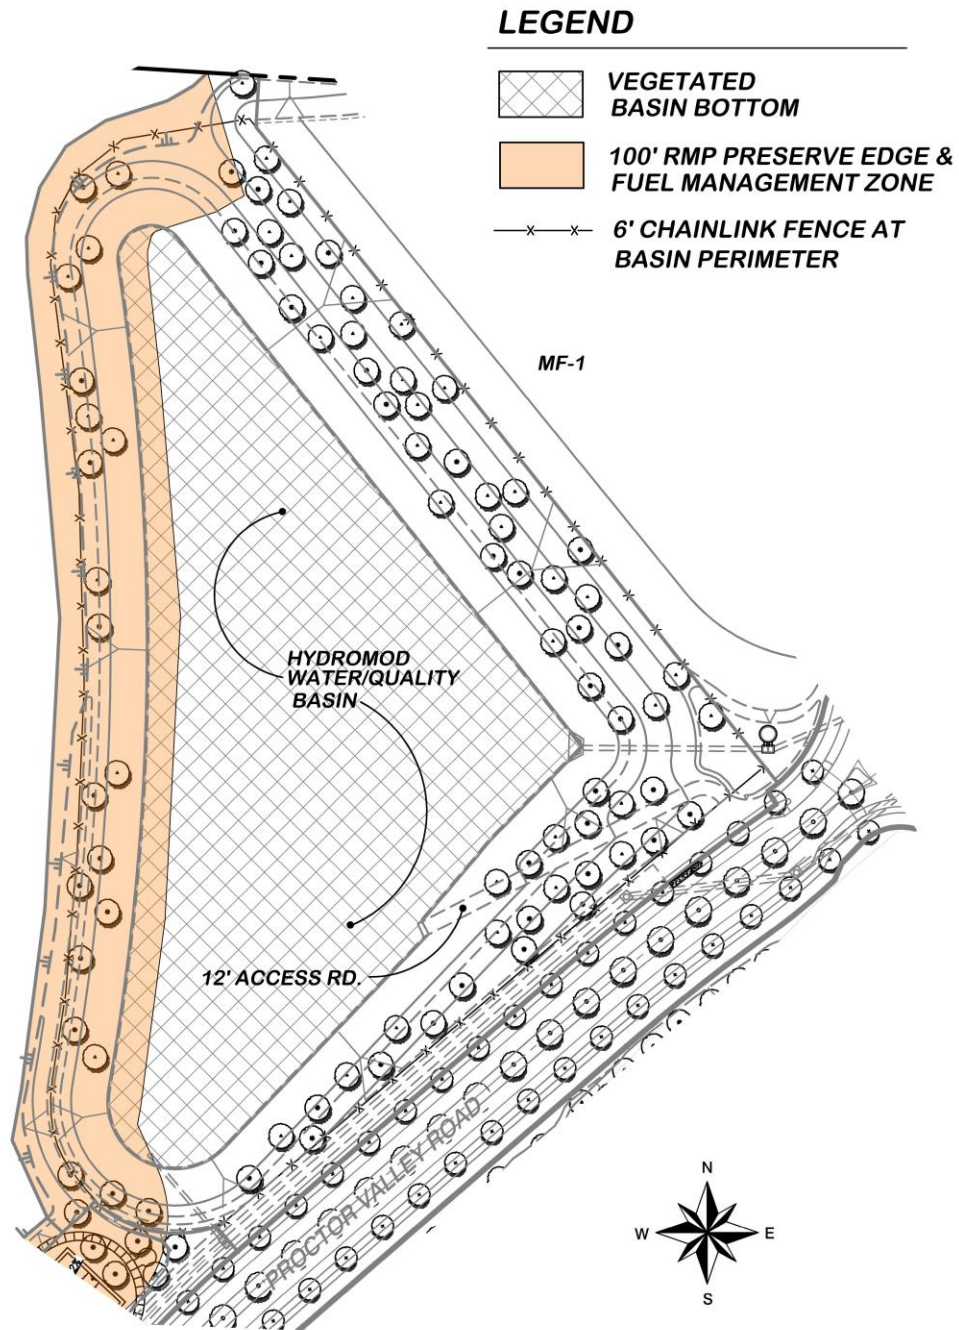 LEGEND
VEGETATED
BASIN BOTTOM
100' RMP PRESERVE EDGE &
FUEL MANAGEMENT ZONE
6' CHAINLINK FENCE AT
BASIN PERIMETER
MF-1
HYDROMOD
WATER/QUALITY
BASIN
12' ACCESS RD.
PROCTOR VALLEY ROAD
N
W
E
S